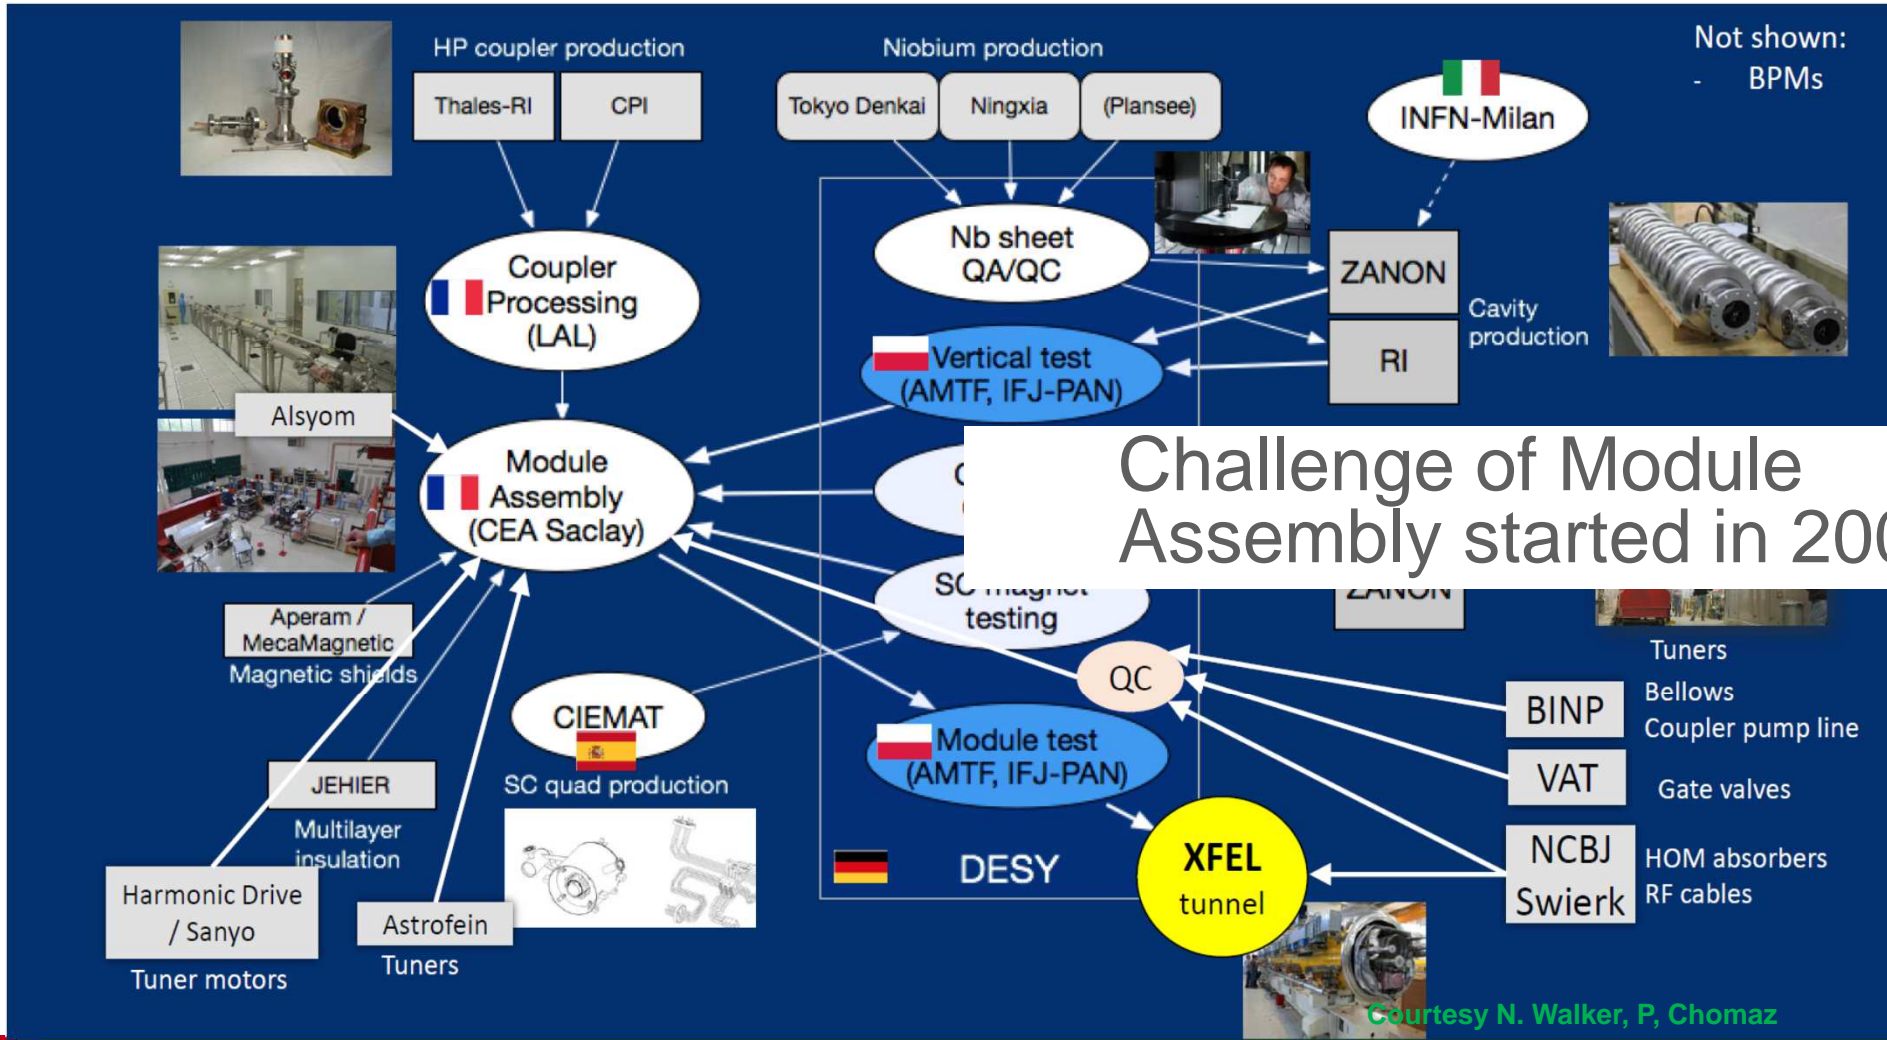 HP coupler production
Thales-RI
CPI
Niobium production
Tokyo Denkai
Ningxia
(Plansee)
INFN-Milan
Not shown:
- BPMs
Coupler
Processing
(LAL)
Nb sheet
QA/QC
ZANON
Cavity
production
RI
Vertical test
(AMTF, IFJ-PAN)
Alsyom
Module
Assembly
(CEA Saclay)
Challenge of Module
Assembly started in
SC magnet
testing
ZANON
Aperam /
MecaMagnetic
Magnetic shields
CIEMAT
SC quad production
QC
Tuners
BINP
Bellows
Coupler pump line
Module test
(AMTF, IFJ-PAN)
VAT
Gate valves
JEHIER
Multilayer
insulation
DESY
XFEL
tunnel
NCBJ
Swierk
HOM absorbers
RF cables
Harmonic Drive
/ Sanyo
Tuner motors
Astrofein
Tuners
Courtesy N. Walker, P, Chomaz